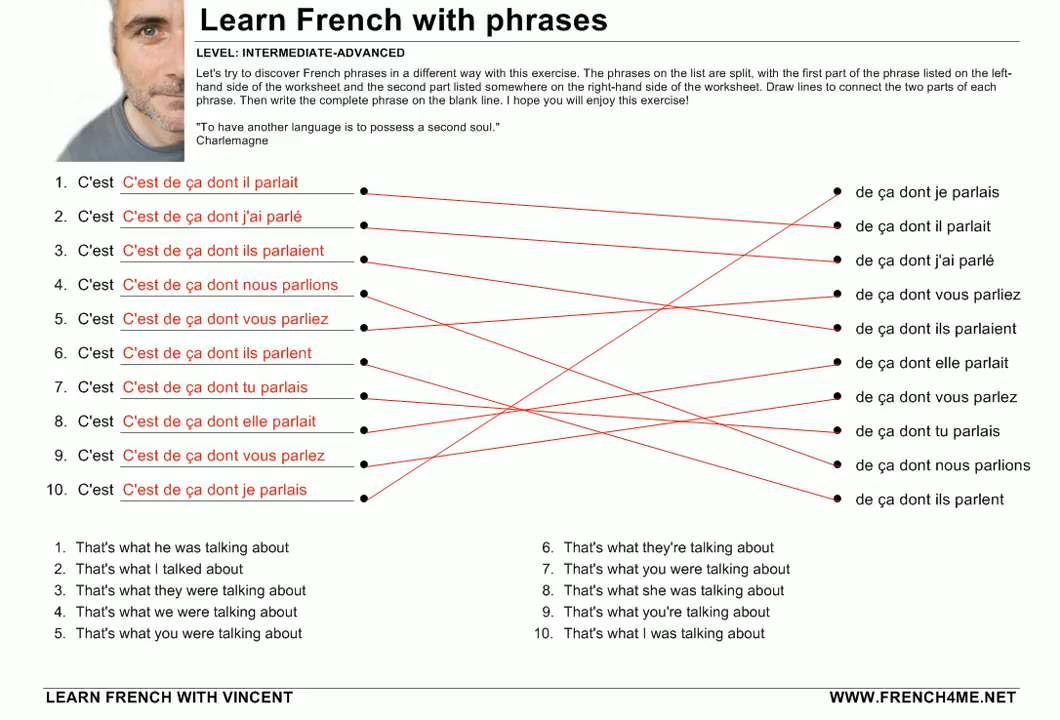 Learn French with phrases
LEVEL: INTERMEDIATE-ADVANCED
Let's try to discover French phrases in a different way with this exercise. The phrases on the list are split, with the first part of the phrase listed on the left-
hand side of the worksheet and the second part listed somewhere on the right-hand side of the worksheet. Draw lines to connect the two parts of each
phrase. Then write the complete phrase on the blank line. I hope you will enjoy this exercise!
"To have another language is to possess a second soul."
Charlemagne
1. C'est C'est de ça dont il parlait
2. C'est C'est de ça dont j'ai parlé
3. C'est C'est de ça dont ils parlaient
4. C'est C'est de ça dont nous parlions
5. C'est C'est de ça dont vous parliez
6. C'est C'est de ça dont ils parlent
7. C'est C'est de ça dont tu parlais
8. C'est C'est de ça dont elle parlait
9. C'est C'est de ça dont vous parlez
10. C'est C'est de ça dont je parlais
de ça dont je parlais
de ça dont il parlait
de ça dont j'ai parlé
de ça dont vous parliez
de ça dont ils parlaient
de ça dont elle parlait
de ça dont vous parlez
de ça dont tu parlais
de ça dont nous parlions
de ça dont ils parlent
1. That's what he was talking about
2. That's what I talked about
3. That's what they were talking about
4. That's what we were talking about
5. That's what you were talking about
6. That's what they're talking about
7. That's what you were talking about
8. That's what she was talking about
9. That's what you're talking about
10. That's what I was talking about
LEARN FRENCH WITH VINCENT
WWW.FRENCH4ME.NET